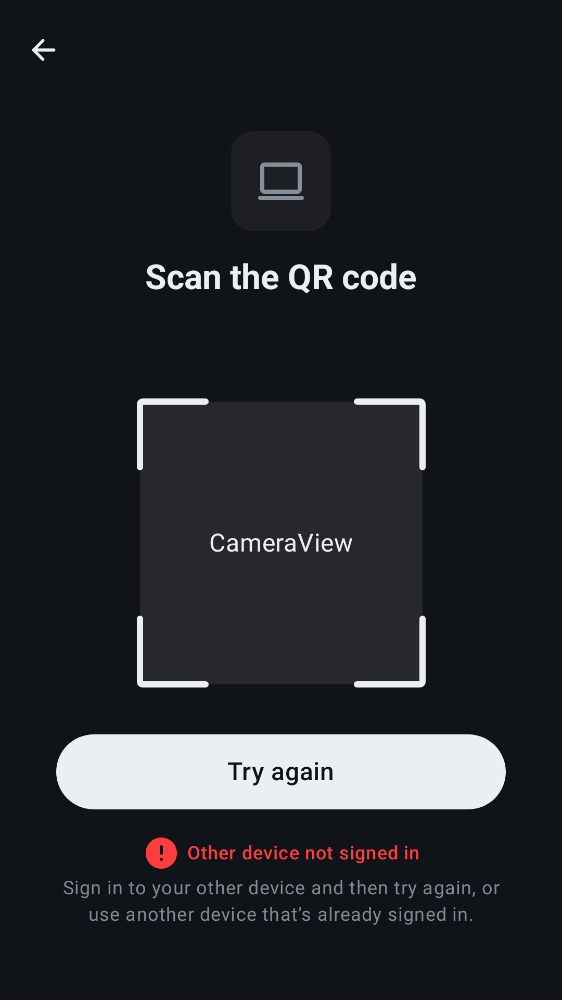 Scan the QR code
CameraView
Try again
Other device not signed in
Sign in to your other device and then try again, or
use another device that’s already signed in.